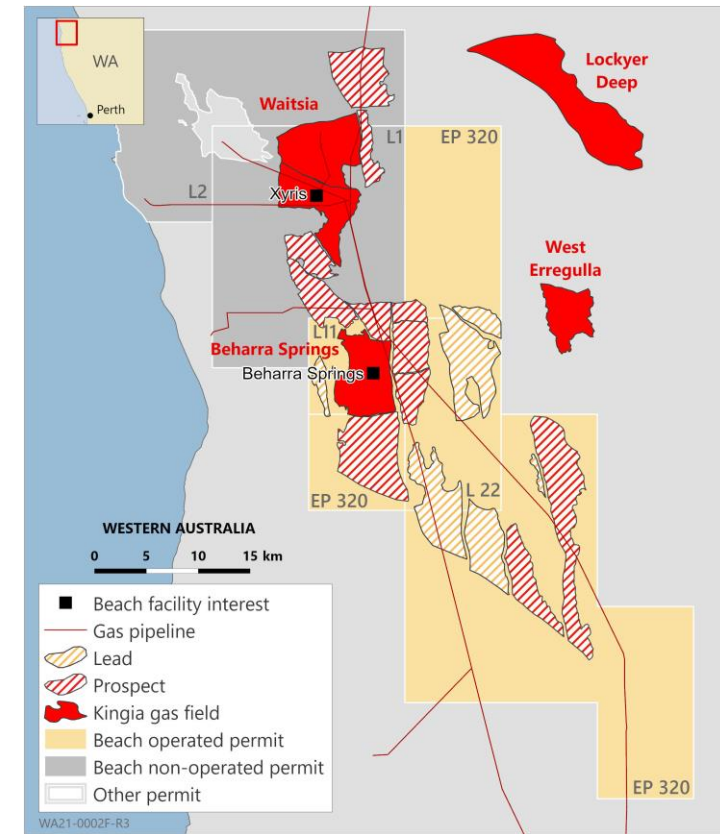 WA
Perth
Lockyer
Deep
Waitsia
L1
EP 320
L2
Xyris
West
Erregulla
L11
Beharra Springs
Beharra Springs
EP 320
L 22
WESTERN AUSTRALIA
0 5 10 15 km
Beach facility interest
Gas pipeline
Lead
Prospect
Kingia gas field
Beach operated permit
Beach non-operated permit
Other permit
EP 320
WA21-0002F-R3